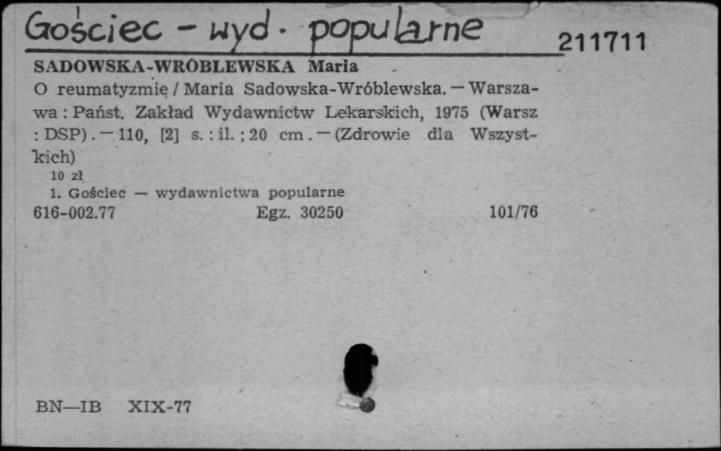 Gościec - wyd. popularne
211711
SADOWSKA-WRÓBLEWSKA Maria
O reumatyzmie / Maria Sadowska-Wróblewska. — Warsza-
wa : Państ. Zakład Wydawnictw Lekarskich, 1975 (Warsz
: DSP). — 110, [2] s. : il. ; 20 cm. — (Zdrowie dla Wszyst-
kich)
10 zł
1. Gościec — wydawnictwa popularne
616-002.77 Egz. 30250 101/76
BN—IB XIX-77